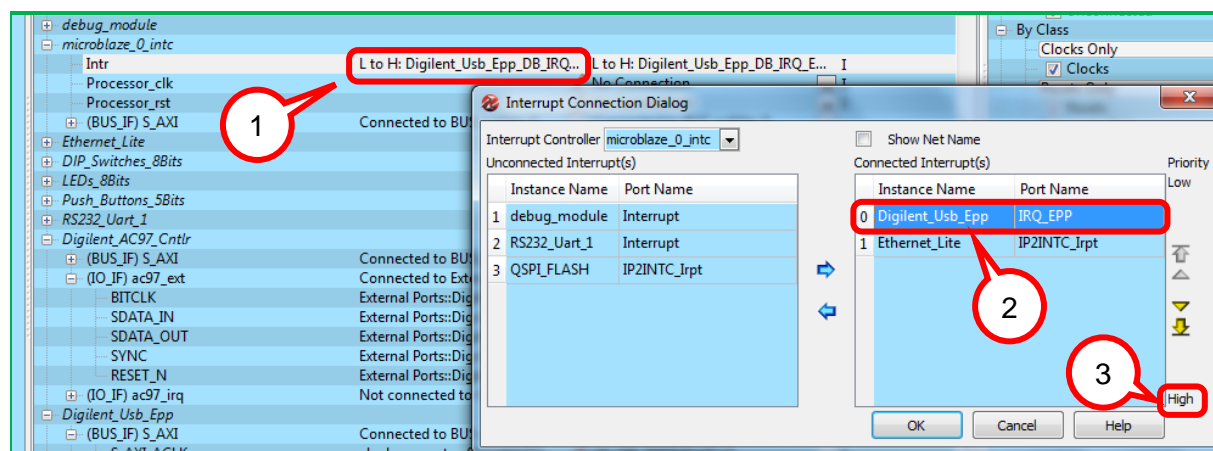 debug_module
By Class
microblaze_0_intc
Clocks Only
Intr L to H: Digilent_Usb_Epp_DB_IRQ... L to H: Digilent_Usb_Epp_DB_IRQ_E... I
Clocks
Processor_clk No Connection I
Processor_rst
1
(BUS_IF) S_AXI Connected to BUS
Ethernet_Lite
DIP_Switches_8Bits
LEDs_8Bits
Push_Buttons_5Bits
RS232_Uart_1
Digilent_AC97_Cntlr
(BUS_IF) S_AXI Connected to BUS
(IO_IF) ac97_ext Connected to Exte
BITCLK External Ports::Dig
SDATA_IN External Ports::Dig
SDATA_OUT External Ports::Dig
SYNC External Ports::Dig
RESET_N External Ports::Dig
(IO_IF) ac97_irq Not connected to
Digilent_Usb_Epp
(BUS_IF) S_AXI Connected to BUS
Interrupt Connection Dialog
Interrupt Controller microblaze_0_intc Show Net Name
Unconnected Interrupt(s) Connected Interrupt(s) Priority
Instance Name Port Name
1 debug_module Interrupt
2 RS232_Uart_1 Interrupt
3 QSPI_FLASH IP2INTC_Irpt
Instance Name Port Name
Low
0 Digilent_Usb_Epp IRQ_EPP
1 Ethernet_Lite IP2INTC_Irpt
2
3
High
OK Cancel Help